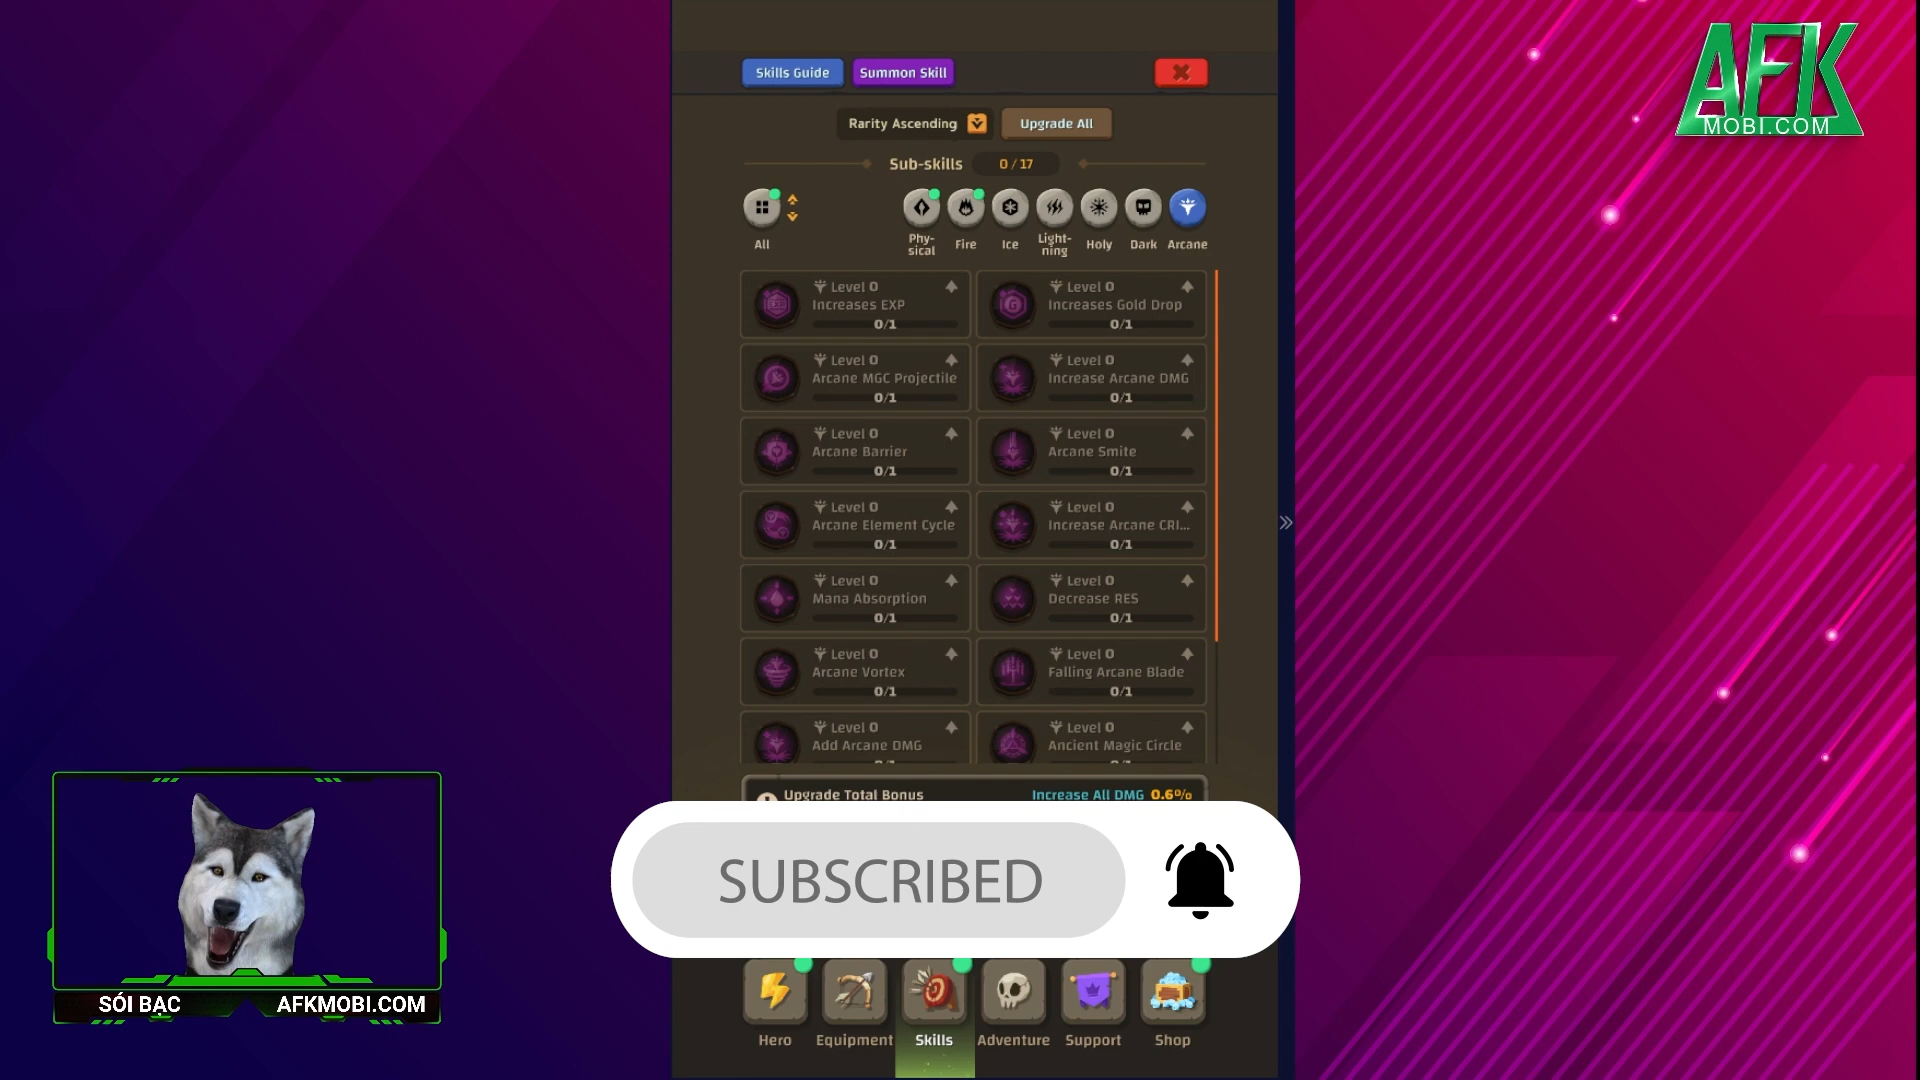 AFK
MOBI.COM
Skills Guide
Summon Skill
Rarity Ascending
Upgrade All
Sub-skills 0 / 17
All
Phy-
sical
Fire
Ice
Light-
ning
Holy
Dark
Arcane
Level 0
Increases EXP
0/1
Level 0
Increases Gold Drop
0/1
Level 0
Arcane MGC Projectile
0/1
Level 0
Increase Arcane DMG
0/1
Level 0
Arcane Barrier
0/1
Level 0
Arcane Smite
0/1
Level 0
Arcane Element Cycle
0/1
Level 0
Increase Arcane CRI...
0/1
Level 0
Mana Absorption
0/1
Level 0
Decrease RES
0/1
Level 0
Arcane Vortex
0/1
Level 0
Falling Arcane Blade
0/1
Level 0
Add Arcane DMG
Level 0
Ancient Magic Circle
Upgrade Total Bonus
Increase All DMG 0.6%
SUBSCRIBED
SÓI BẠC
AFKMOBI.COM
Hero
Equipment
Skills
Adventure
Support
Shop